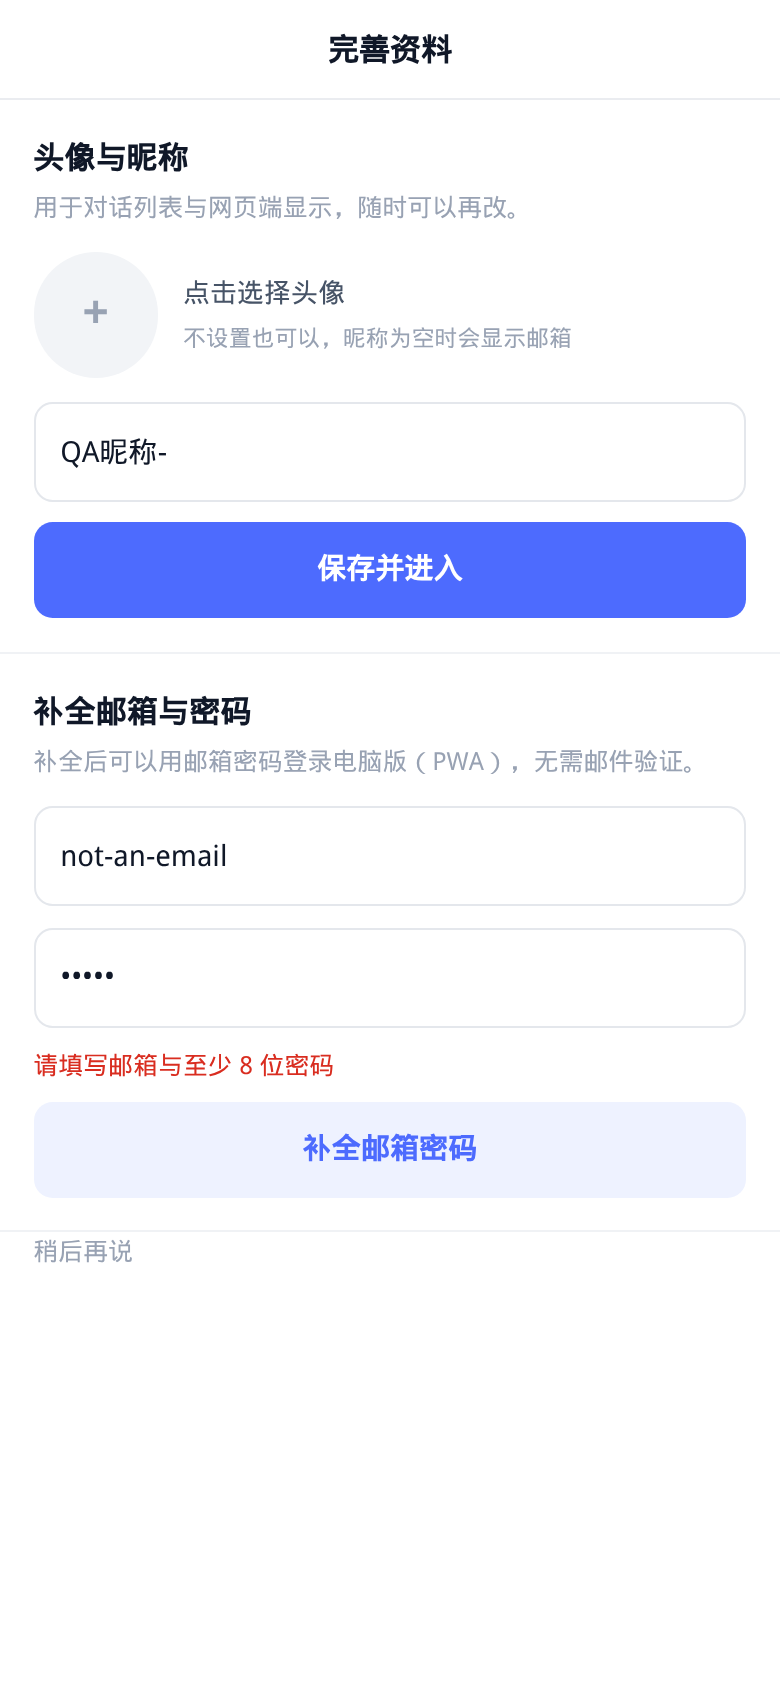 完善资料
头像与昵称
用于对话列表与网页端显示，随时可以再改。
+
点击选择头像
不设置也可以，昵称为空时会显示邮箱
QA昵称-
保存并进入
补全邮箱与密码
补全后可以用邮箱密码登录电脑版（PWA），无需邮件验证。
not-an-email
•••••
请填写邮箱与至少 8 位密码
补全邮箱密码
稍后再说